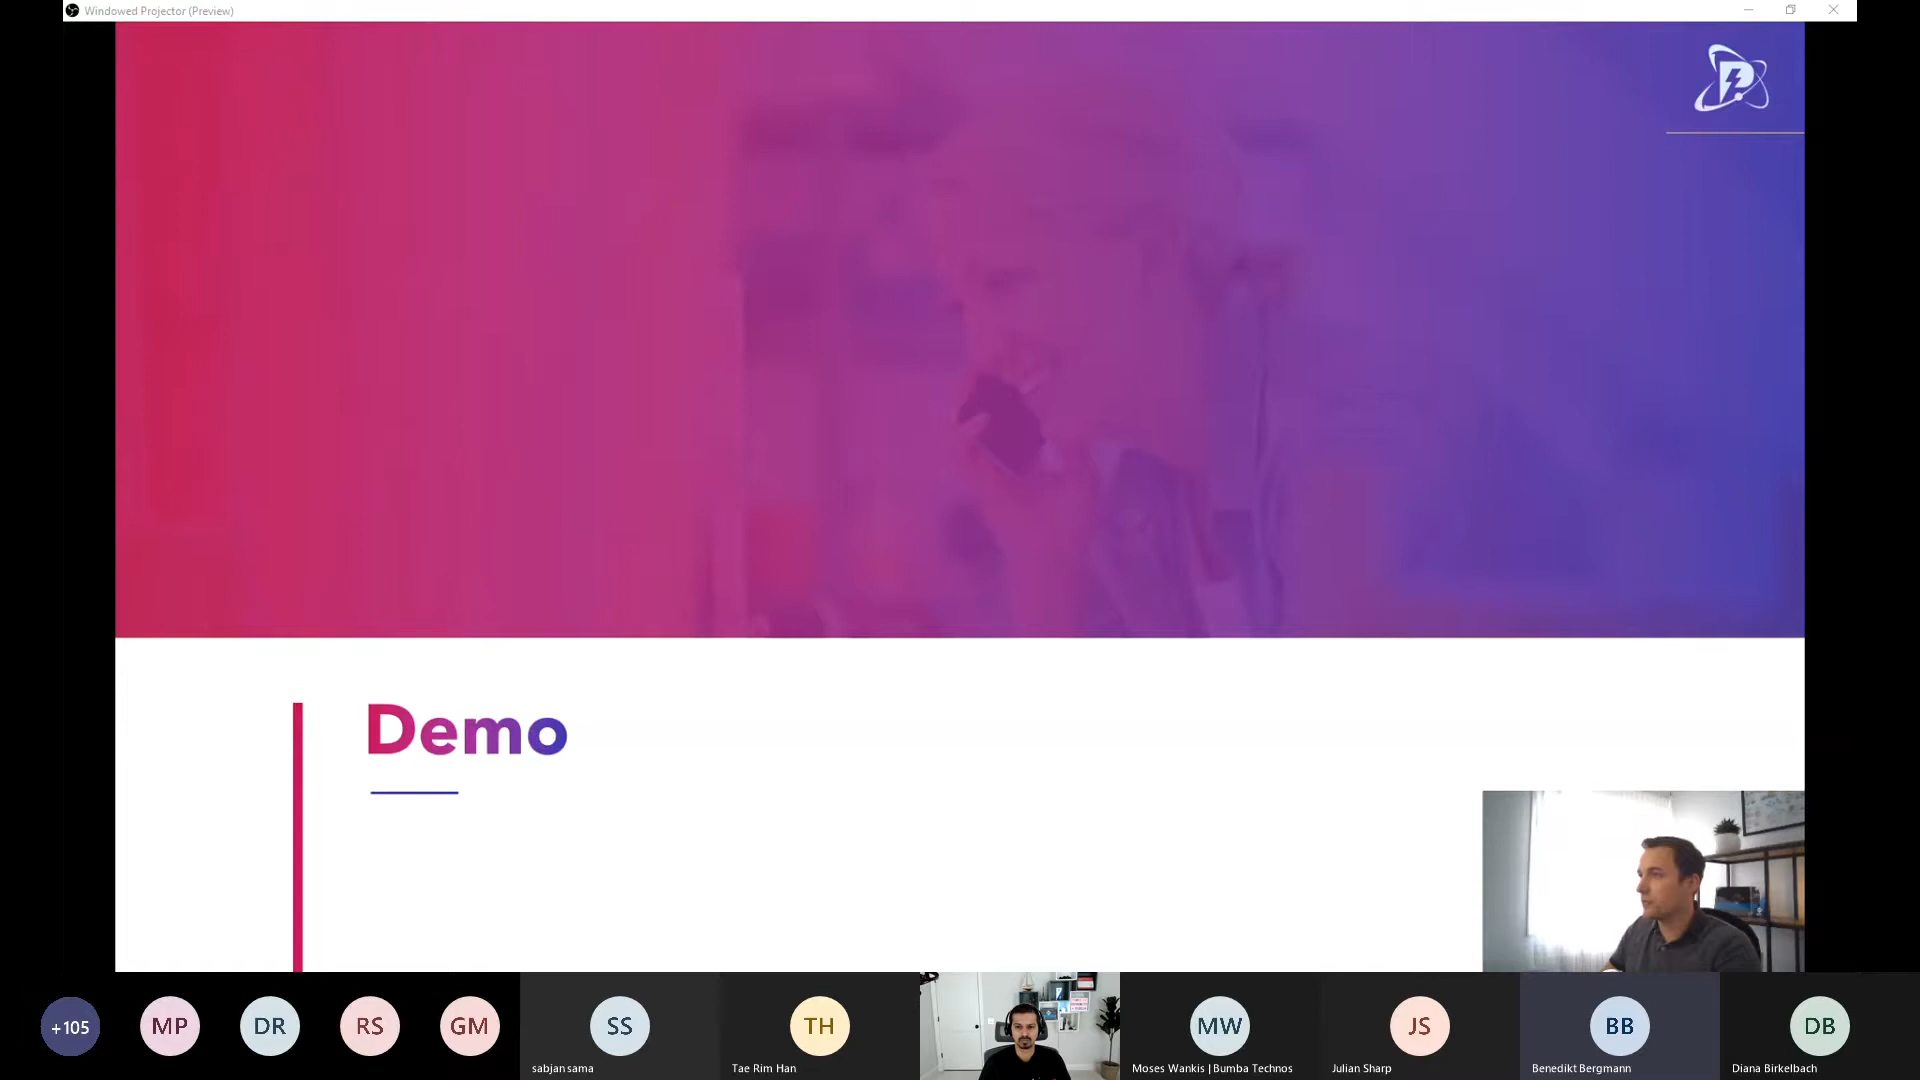 Windowed Projector (Preview)
P
Demo
+105
MP
DR
RS
GM
SS
TH
MW
JS
BB
DB
sabjan sama
Tae Rim Han
Moses Wankis | Bumba Technos
Julian Sharp
Benedikt Bergmann
Diana Birkelbach